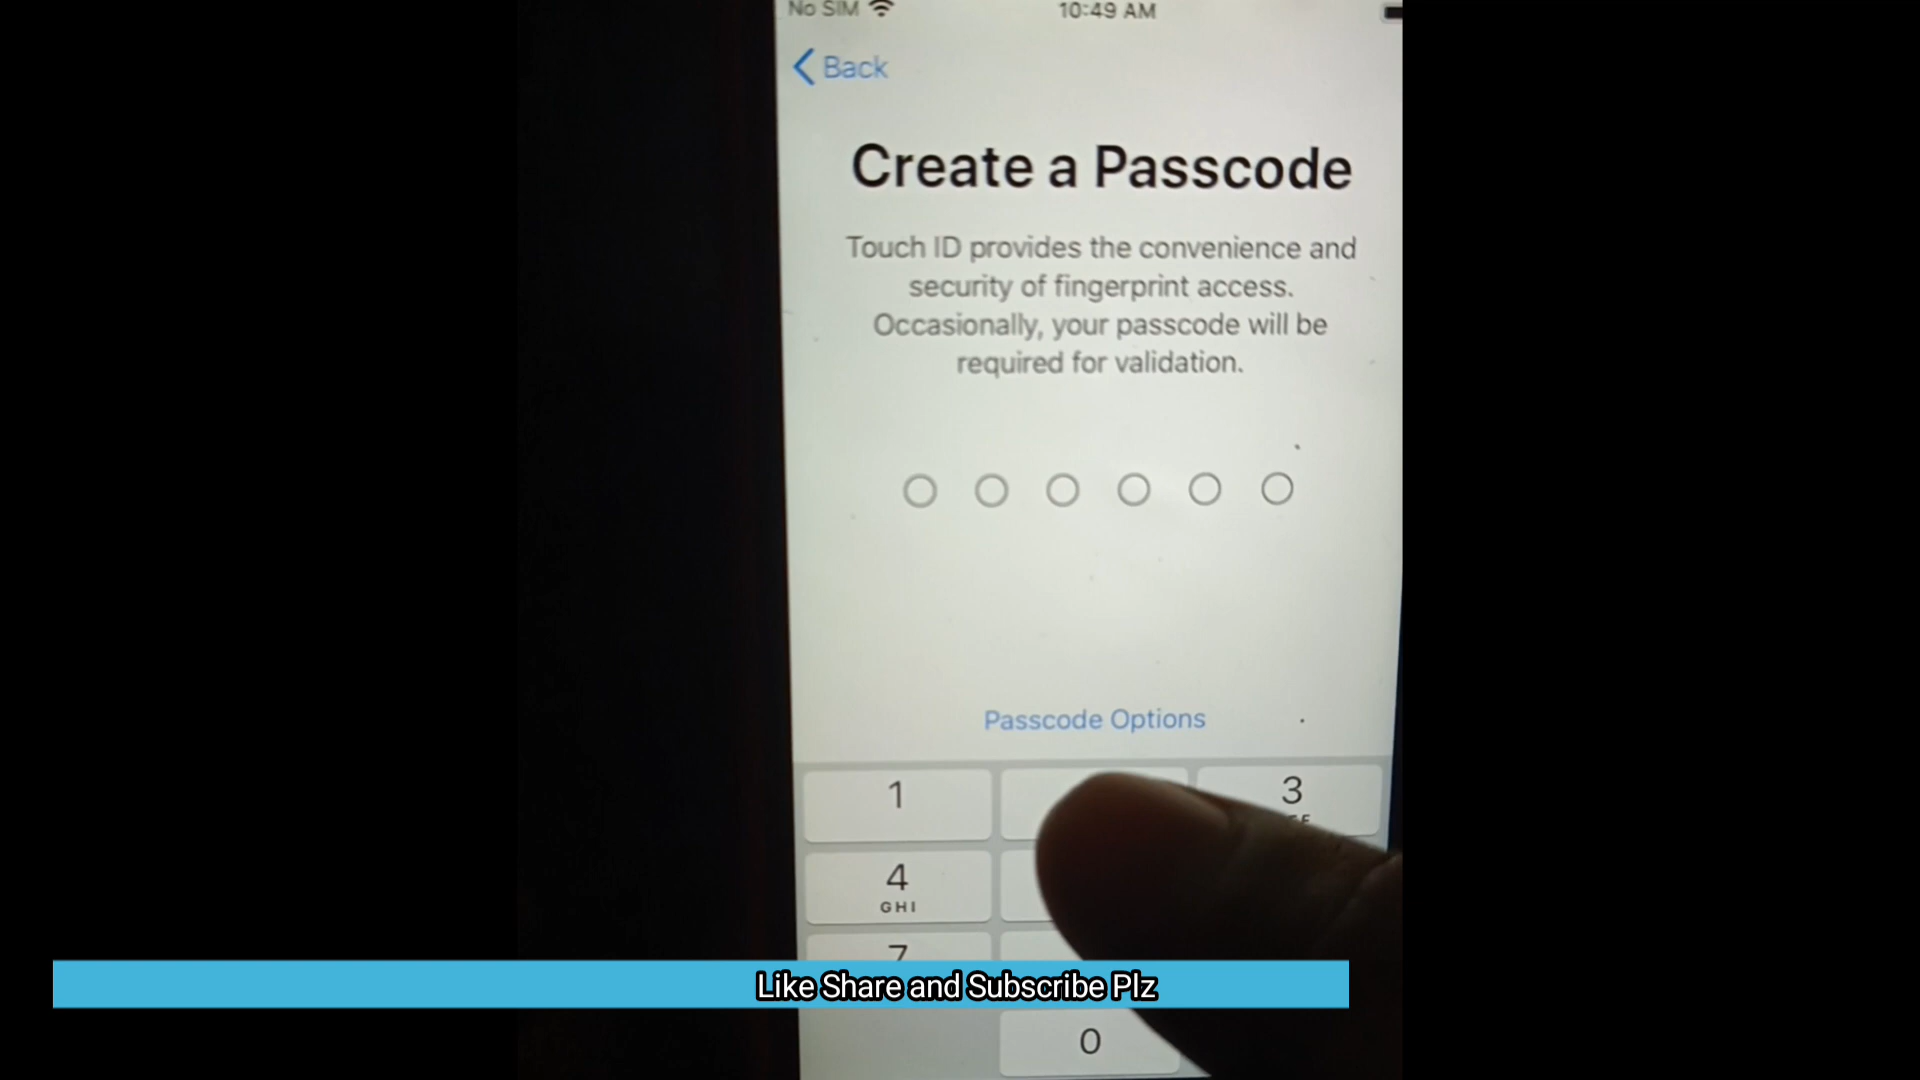 No SIM
10:49 AM
Back
Create a Passcode
Touch ID provides the convenience and
security of fingerprint access.
Occasionally, your passcode will be
required for validation.
Passcode Options
1
3
4
GHI
7
Like Share and Subscribe Plz
0